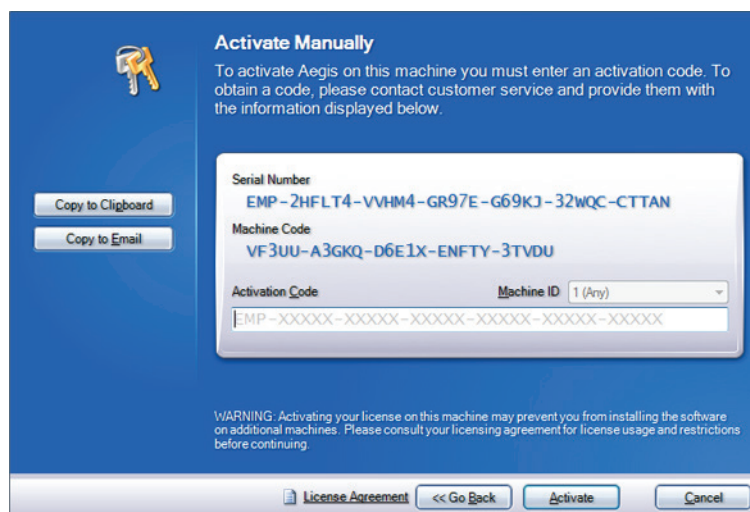 Activate Manually
To activate Aegis on this machine you must enter an activation code. To
obtain a code, please contact customer service and provide them with
the information displayed below.
Copy to Clipboard
Copy to Email
Serial Number
EMP-2HFLT4-VVHM4-GR97E-G69KJ-32WQC-CTTAN
Machine Code
VF3UU-A3GKQ-D6E1X-ENFTY-3TVDU
Activation Code
Machine ID 1 (Any)
EMP-XXXXX-XXXXX-XXXXX-XXXXX-XXXXX-XXXXX
WARNING: Activating your license on this machine may prevent you from installing the software
on additional machines. Please consult your licensing agreement for license usage and restrictions
before continuing.
License Agreement << Go Back Activate Cancel